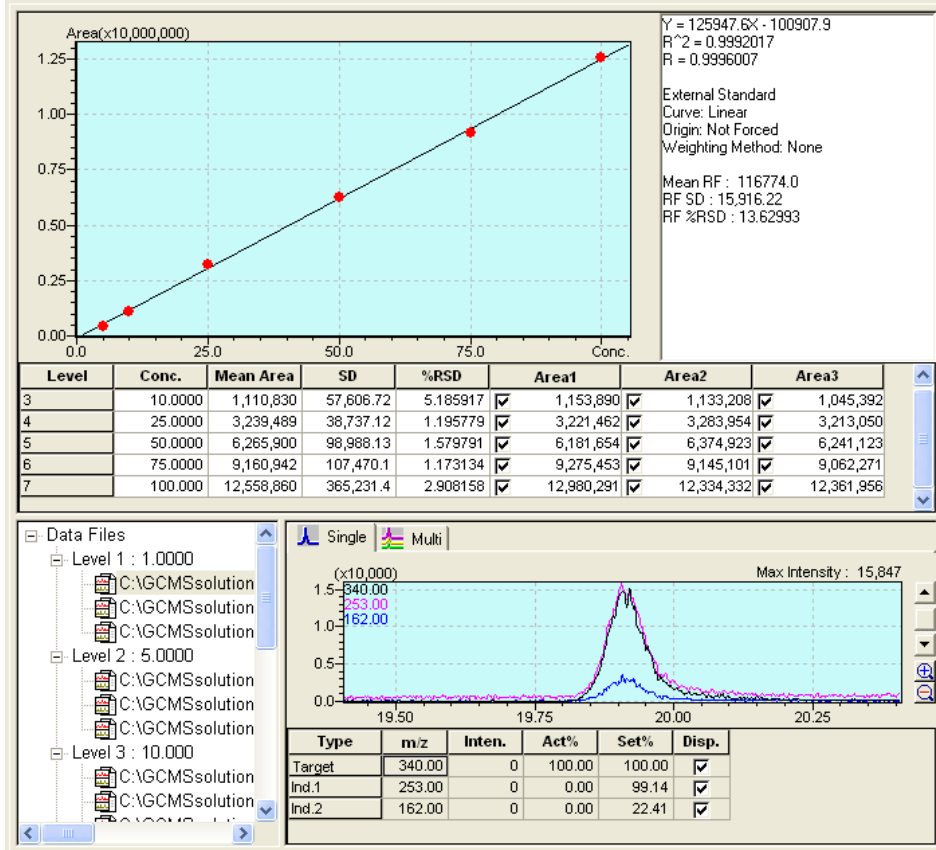 Area(x10,000,000)
1.25
1.00
0.75
0.50
0.25
0.00
0.0 25.0 50.0 75.0 Conc.
Y = 125947.6X - 100907.9
R^2 = 0.9992017
R = 0.9996007
External Standard
Curve: Linear
Origin: Not Forced
Weighting Method: None
Mean RF : 116774.0
RF SD : 15,916.22
RF %RSD : 13.62993
Level Conc. Mean Area SD %RSD Area1 Area2 Area3
3 10.0000 1,110,830 57,606.72 5.185917 1,153,890 1,133,208 1,045,392
4 25.0000 3,239,489 38,737.12 1.195779 3,221,462 3,283,954 3,213,050
5 50.0000 6,265,900 98,988.13 1.579791 6,181,654 6,374,923 6,241,123
6 75.0000 9,160,942 107,470.1 1.173134 9,275,453 9,145,101 9,062,271
7 100.000 12,558,860 365,231.4 2.908158 12,980,291 12,334,332 12,361,956
Data Files
Level 1 : 1.0000
C:\GCMSsolution
C:\GCMSsolution
C:\GCMSsolution
Level 2 : 5.0000
C:\GCMSsolution
C:\GCMSsolution
C:\GCMSsolution
Level 3 : 10.000
C:\GCMSsolution
C:\GCMSsolution
Single Multi
(x10,000) Max Intensity : 15,847
1.5
1.0
0.5
0.0
340.00
253.00
162.00
19.50 19.75 20.00 20.25
Type m/z Inten. Act% Set% Disp.
Target 340.00 0 100.00 100.00
Ind.1 253.00 0 0.00 99.14
Ind.2 162.00 0 0.00 22.41